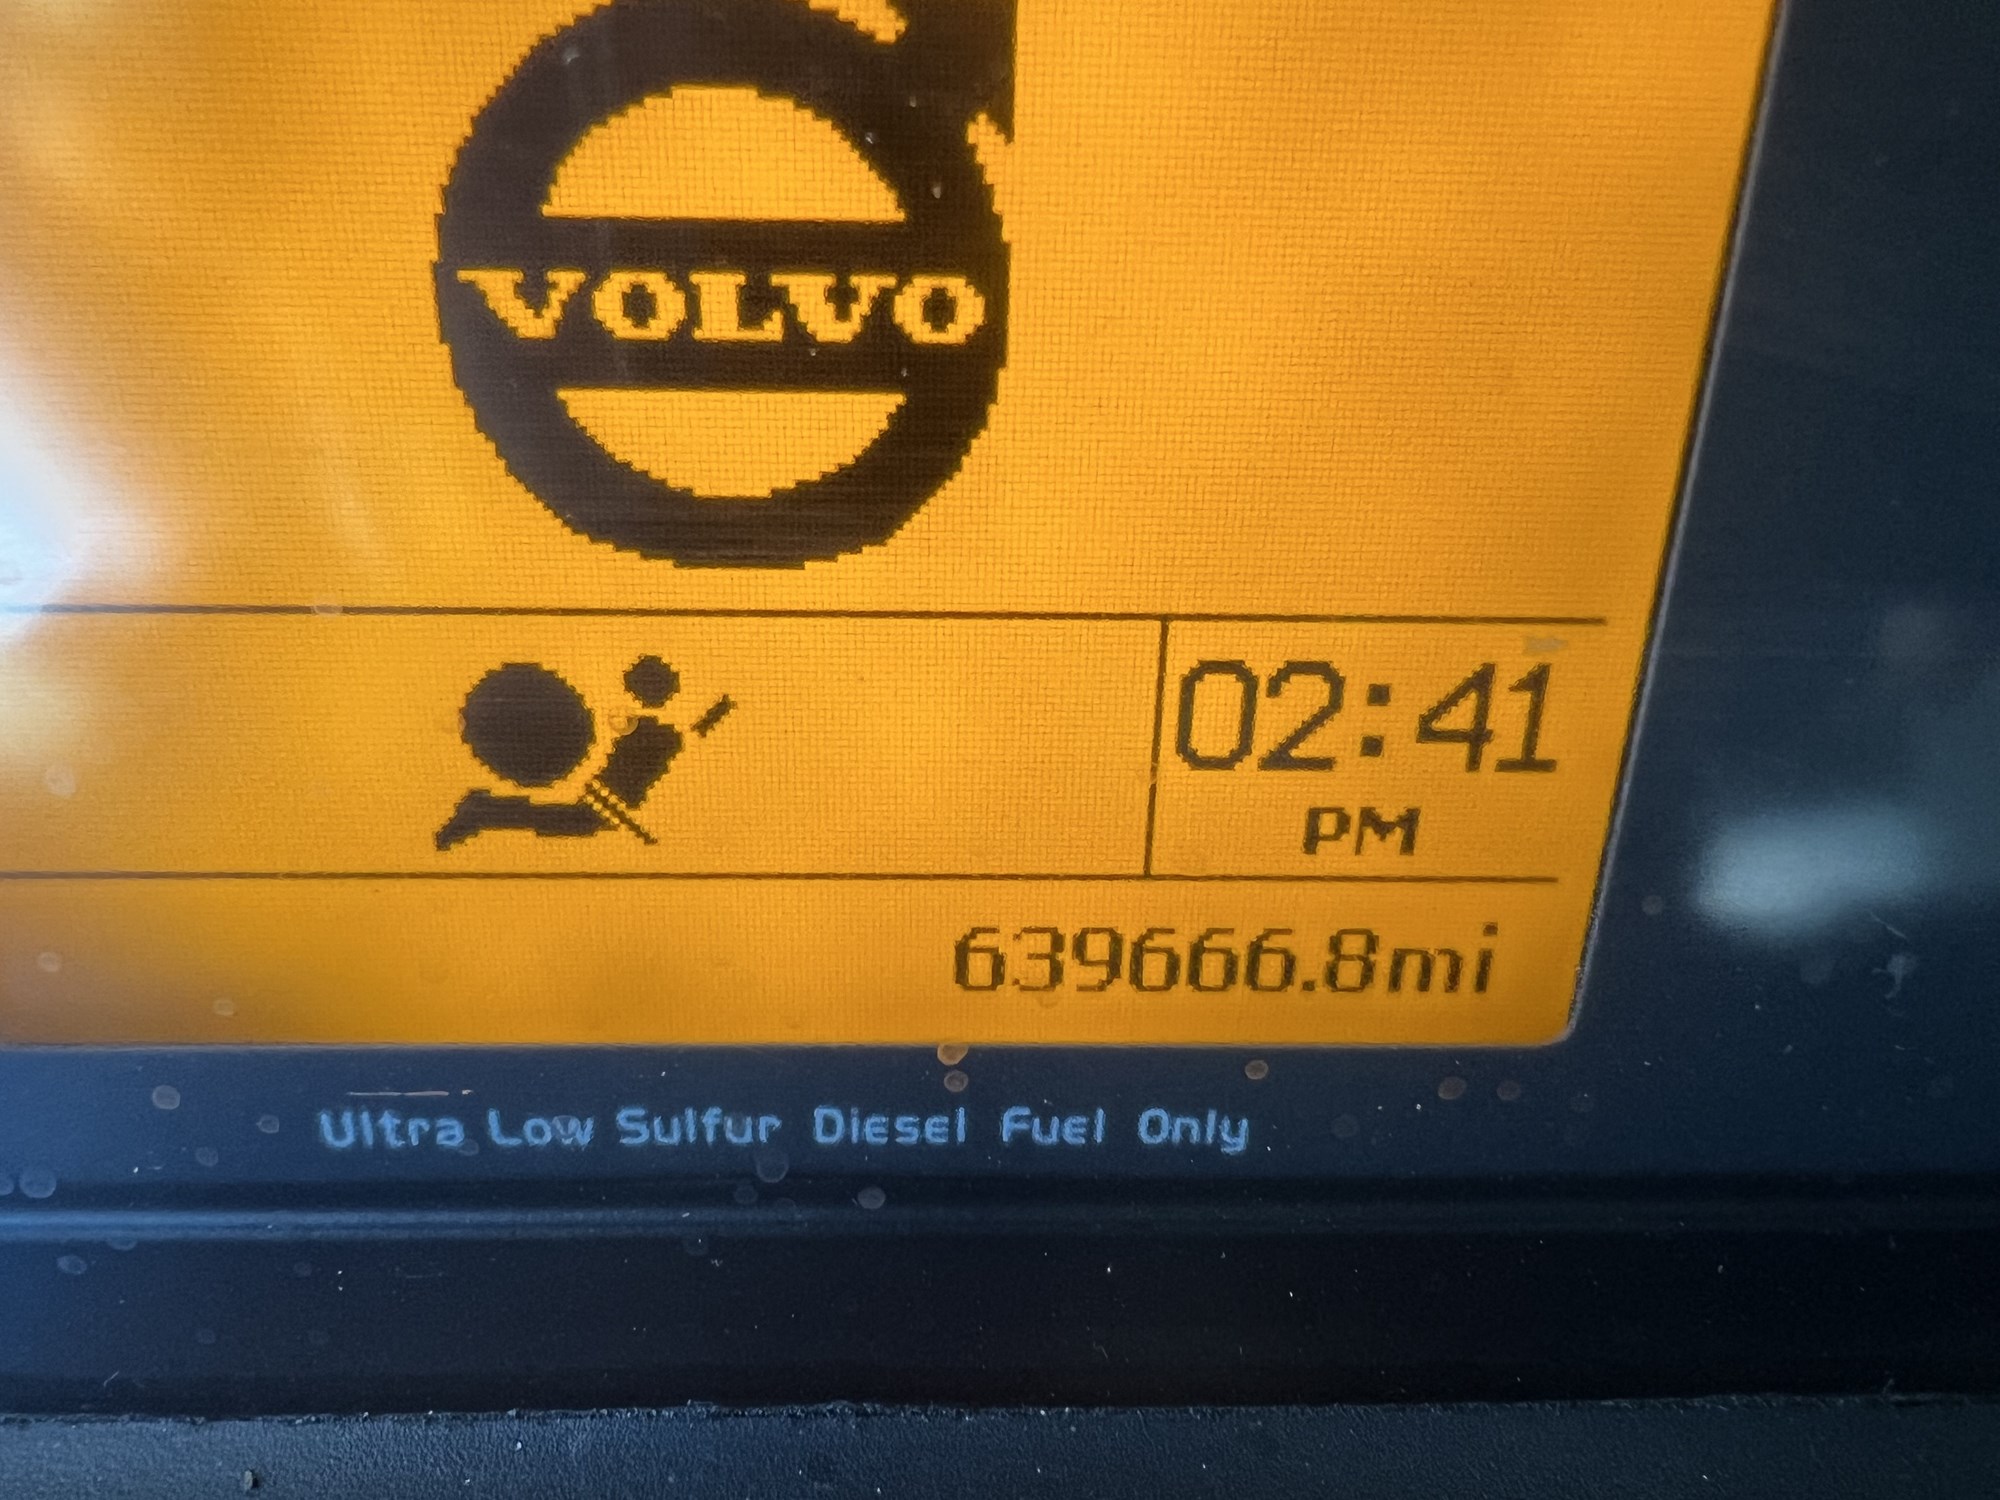 VOLVO
02:41
PM
639666.8mi
Ultra Low Sulfur Diesel Fuel Only